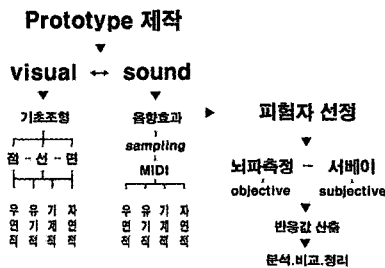 Prototype 제작
visual ↔ sound
기초조형
점 - 선 - 면
우연적 유기적 기계적 자연적
음향효과
sampling
MIDI
우연적 유기적 기계적 자연적
피험자 선정
뇌파측정 - 서베이
objective subjective
반응값 산출
분석.비교.정리